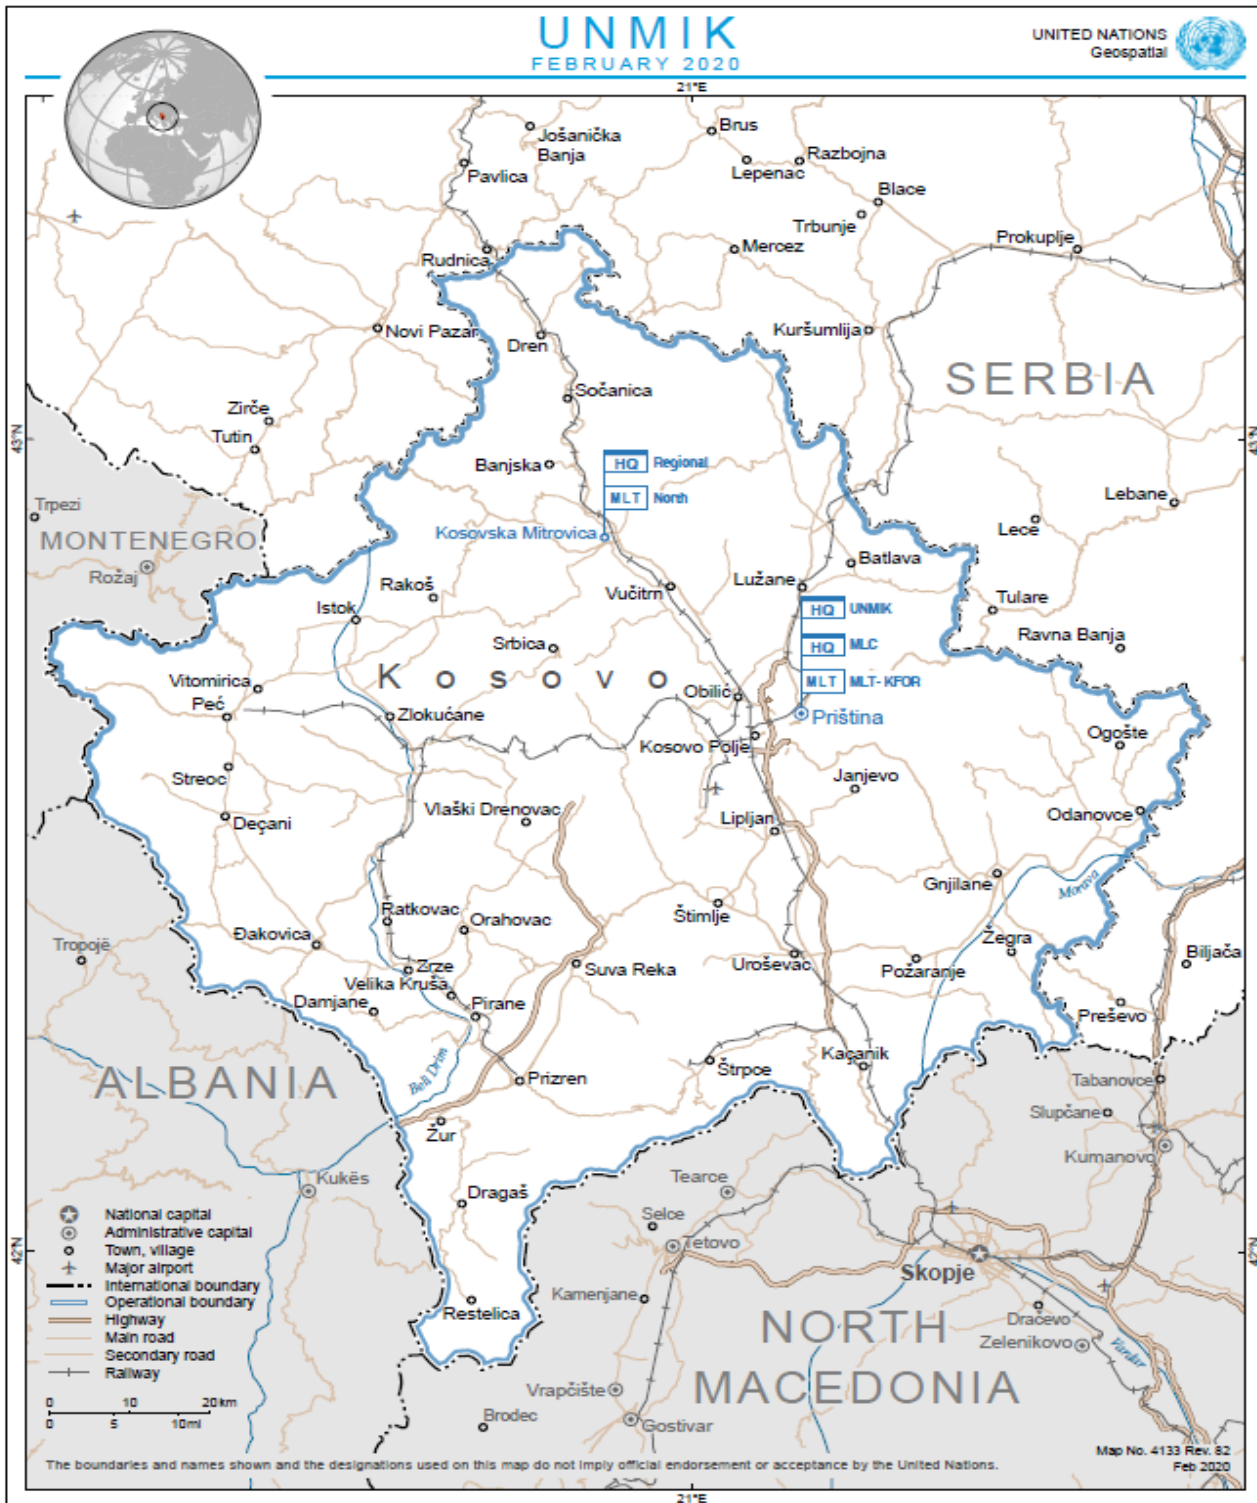 UNMIK
FEBRUARY 2020
UNITED NATIONS
Geospatial
21°E
Jošanička
Banja
Brus
Razbojna
Lepenac
Pavlica
Blace
Trbunje
Prokuplje
Mercez
Rudnica
Novi Pazar
Dren
Kuršumlija
SERBIA
Sočanica
Zirče
Tutin
43°N
43°N
Banjska
HQ Regional
MLT North
Lebane
Trpezi
Lece
MONTENEGRO
Kosovska Mitrovica
Rožaj
Batlava
Rakoš
Vučitrn
Lužane
Istok
Tulare
HQ UNMIK
Ravna Banja
Srbica
HQ MLC
Kosovo
Vitomirica
MLT MLT-KFOR
Obilić
Peć
Zlokućane
Priština
Ogošte
Kosovo Polje
Streoc
Janjevo
Vlaški Drenovac
Odanovce
Deçani
Lipljan
Gnjilane
Morava
Ratkovac
Orahovac
Štimlje
Đakovica
Žegra
Tropojë
Biljača
Zrze
Suva Reka
Uroševac
Požaranje
Velika Kruša
Damjane
Pirane
Preševo
Kaçanik
Beli Drim
Štrpce
ALBANIA
Prizren
Tabanovce
Slupčane
Žur
Kumanovo
Kukës
Tearce
Dragaš
Selce
Tetovo
42°N
42°N
Skopje
Kamenjane
Restelica
Dračevo
NORTH
MACEDONIA
Zelenikovo
Vardar
Vrapčište
Brodec
Gostivar
National capital
Administrative capital
Town, village
Major airport
International boundary
Operational boundary
Highway
Main road
Secondary road
Railway
0 10 20 km
0 5 10 mi
Map No. 4133 Rev. 82
Feb 2020
The boundaries and names shown and the designations used on this map do not imply official endorsement or acceptance by the United Nations.
21°E